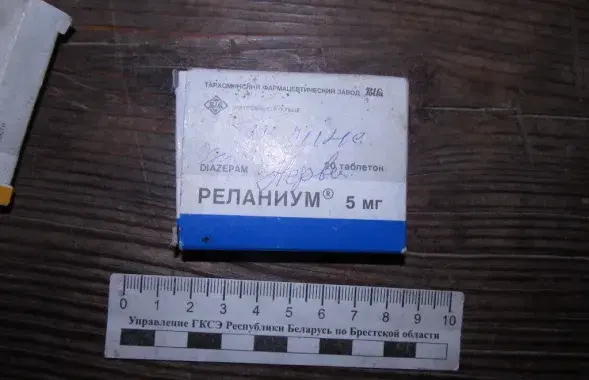 ТАРХОМИНСКИЙ ФАРМАЦЕВТИЧЕСКИЙ ЗАВОД
DIAZEPAM 20 таблеток
РЕЛАНИУМ® 5 мг
0 1 2 3 4 5 6 7 8 9 10
Управление ГКСЭ Республики Беларусь по Брестской области